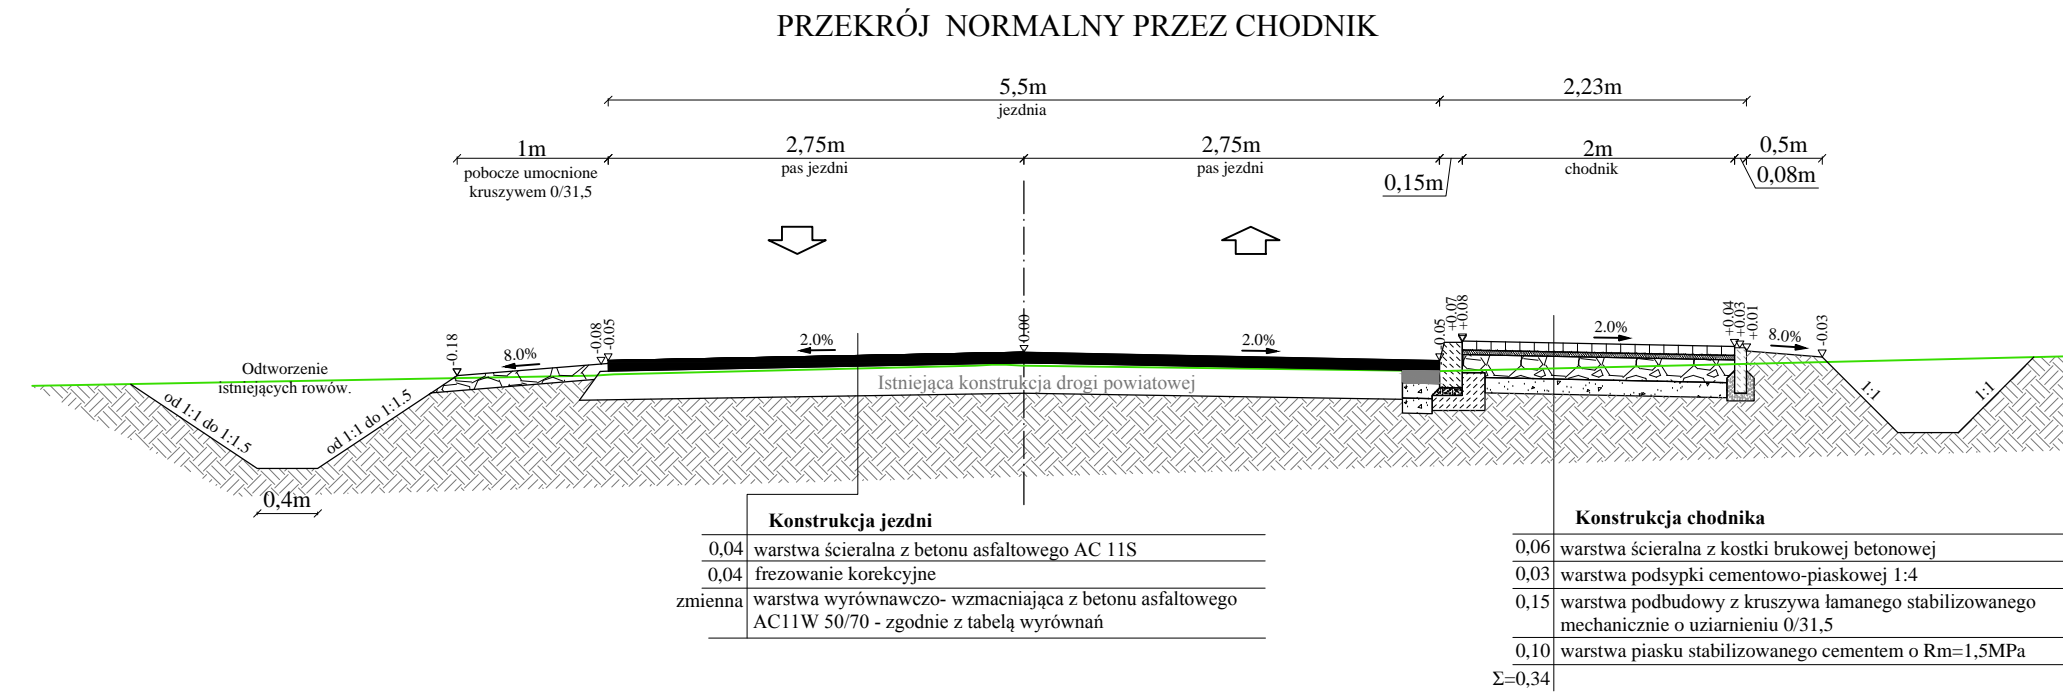 PRZEKRÓJ NORMALNY PRZEZ CHODNIK
5,5m
jezdnia
2,23m
1m
pobocze umocnione
kruszywem 0/31,5
2,75m
pas jezdni
2,75m
pas jezdni
0,15m
2m
chodnik
0,5m
0,08m
-0.18
8.0%
-0.08
-0.05
2.0%
0.00
2.0%
-0.05
+0.07
+0.08
2.0%
+0.04
+0.03
+0.01
8.0%
-0.03
Odtworzenie
istniejących rowów.
od 1:1 do 1:1.5
od 1:1 do 1:1.5
Istniejąca konstrukcja drogi powiatowej
1:1
1:1
0,4m
Konstrukcja jezdni
0,04 warstwa ścieralna z betonu asfaltowego AC 11S
0,04 frezowanie korekcyjne
zmienna warstwa wyrównawczo- wzmacniająca z betonu asfaltowego
AC11W 50/70 - zgodnie z tabelą wyrównań
Konstrukcja chodnika
0,06 warstwa ścieralna z kostki brukowej betonowej
0,03 warstwa podsypki cementowo-piaskowej 1:4
0,15 warstwa podbudowy z kruszywa łamanego stabilizowanego
mechanicznie o uziarnieniu 0/31,5
0,10 warstwa piasku stabilizowanego cementem o Rm=1,5MPa
Σ=0,34